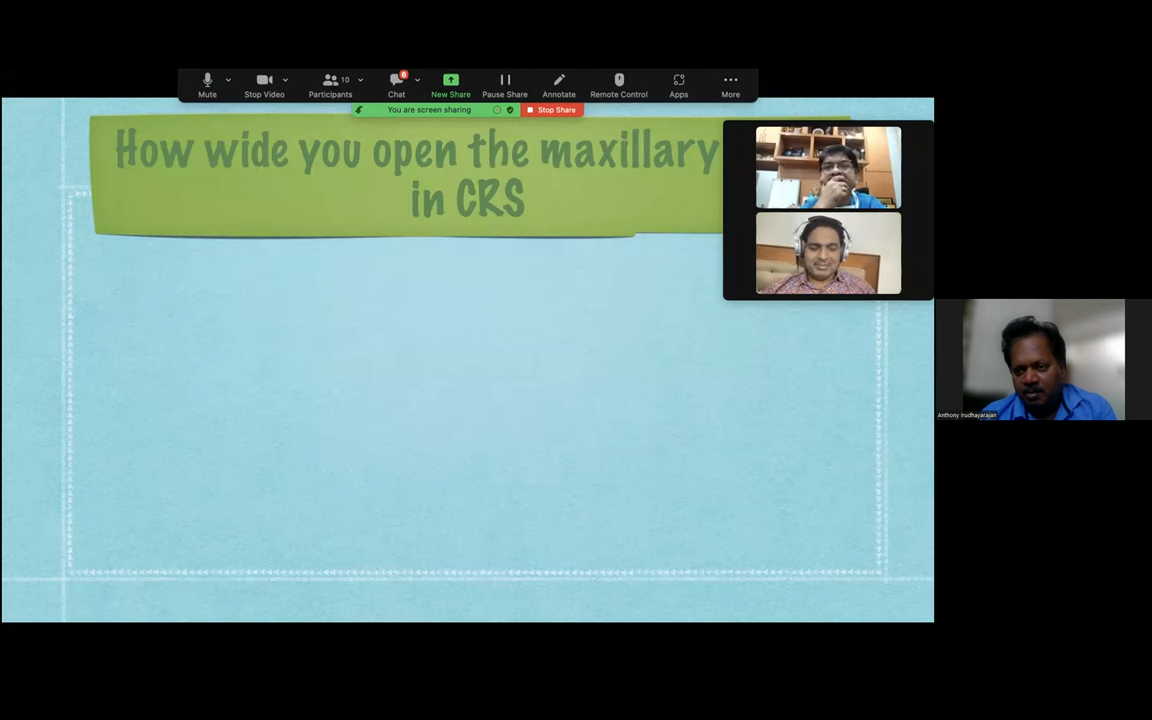 10
6
Mute
Stop Video
Participants
Chat
New Share
Pause Share
Annotate
Remote Control
Apps
More
You are screen sharing
Stop Share
How wide you open the maxillary
in CRS
Anthony Irudhayarajan